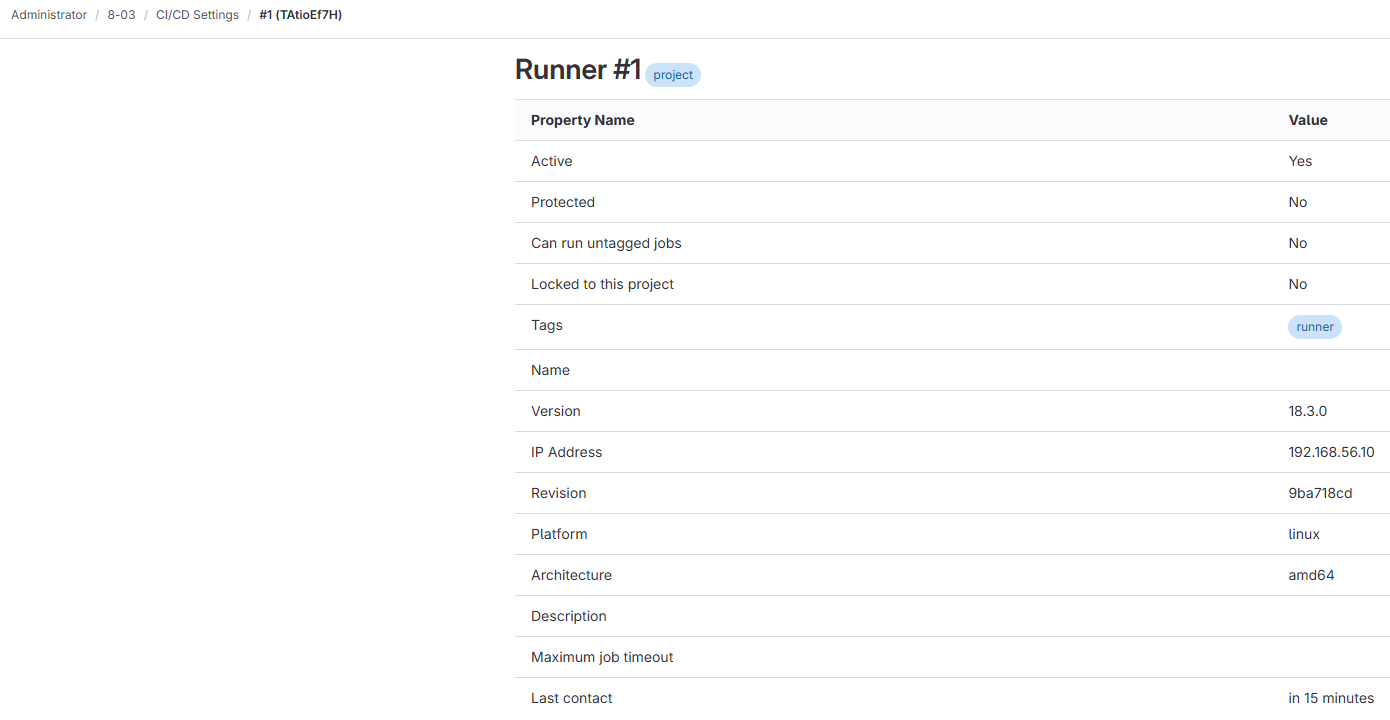 Administrator / 8-03 / CI/CD Settings / #1 (TAtioEf7H)
Runner #1 project
Property Name Value
Active Yes
Protected No
Can run untagged jobs No
Locked to this project No
Tags runner
Name
Version 18.3.0
IP Address 192.168.56.10
Revision 9ba718cd
Platform linux
Architecture amd64
Description
Maximum job timeout
Last contact in 15 minutes